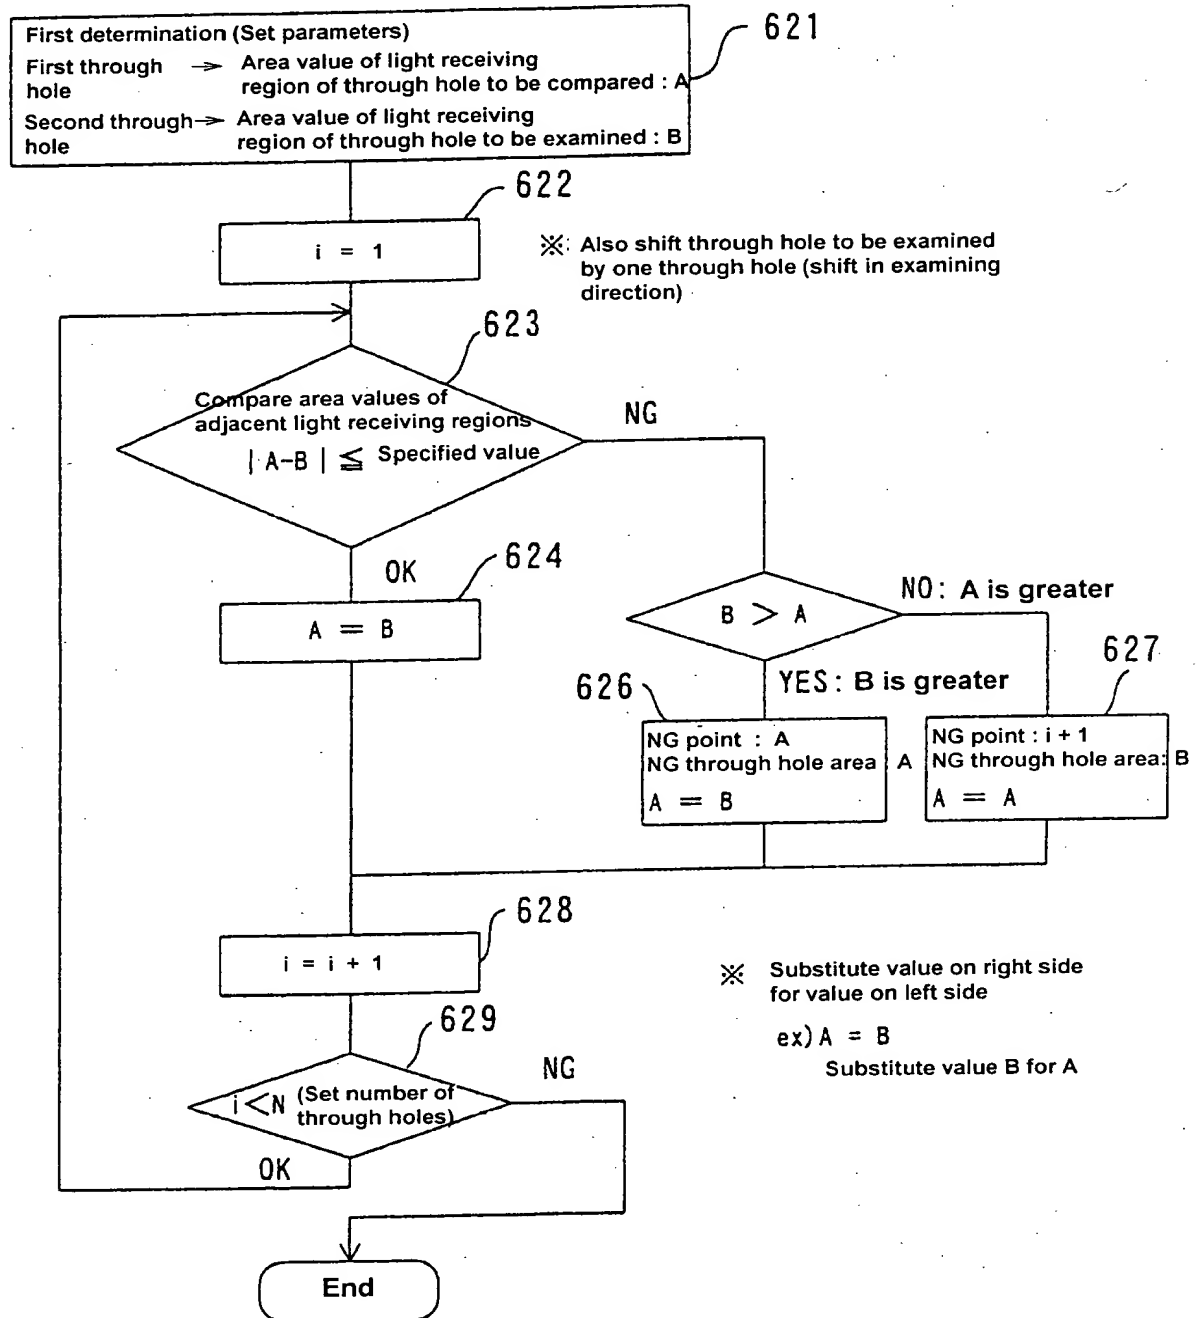 621
First determination (Set parameters)
First through → Area value of light receiving
hole region of through hole to be compared : A
Second through → Area value of light receiving
hole region of through hole to be examined : B
622
i = 1
※: Also shift through hole to be examined
by one through hole (shift in examining
direction)
623
Compare area values of
adjacent light receiving regions
| A-B | ≦ Specified value
NG
OK
624
A = B
B > A
NO: A is greater
YES: B is greater
626
NG point : A
NG through hole area A
A = B
627
NG point : i + 1
NG through hole area: B
A = A
628
i = i + 1
※ Substitute value on right side
for value on left side
ex) A = B
Substitute value B for A
629
i<N (Set number of
through holes)
NG
OK
End